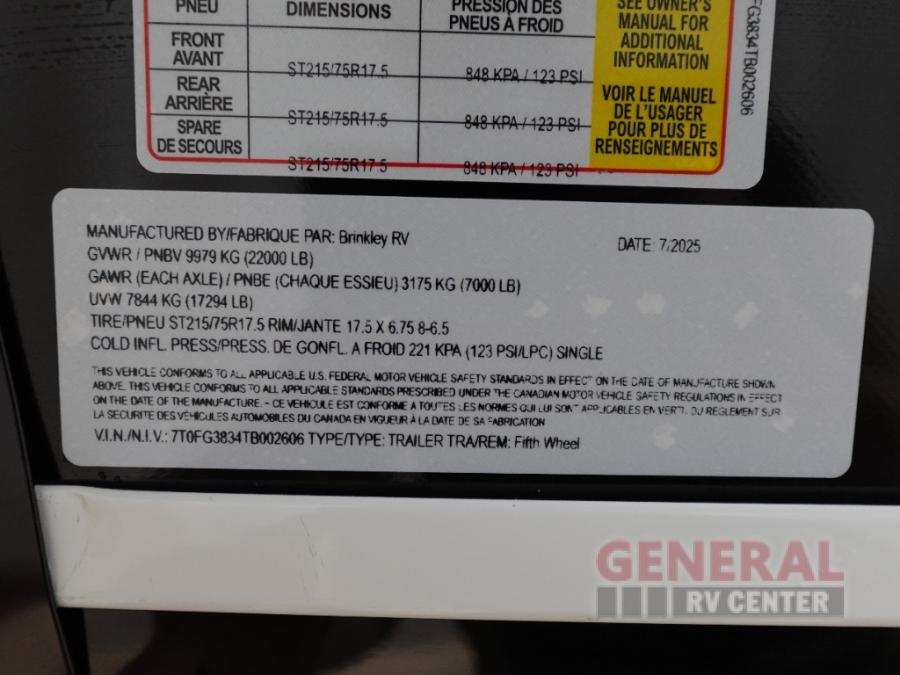 PNEU DIMENSIONS PRESSION DES
PNEUS À FROID
FRONT
AVANT
ST215/75R17.5 848 KPA / 123 PSI
REAR
ARRIÈRE
ST215/75R17.5 848 KPA / 123 PSI
SPARE
DE SECOURS
ST215/75R17.5 848 KPA / 123 PSI
SEE OWNER'S
MANUAL FOR
ADDITIONAL
INFORMATION
VOIR LE MANUEL
DE L'USAGER
POUR PLUS DE
RENSEIGNEMENTS
FG3834TB002606
MANUFACTURED BY/FABRIQUE PAR: Brinkley RV DATE: 7/2025
GVWR / PNBV 9979 KG (22000 LB)
GAWR (EACH AXLE) / PNBE (CHAQUE ESSIEU) 3175 KG (7000 LB)
UVW 7844 KG (17294 LB)
TIRE/PNEU ST215/75R17.5 RIM/JANTE 17.5 X 6.75 8-6.5
COLD INFL. PRESS/PRESS. DE GONFL. A FROID 221 KPA (123 PSI/LPC) SINGLE
THIS VEHICLE CONFORMS TO ALL APPLICABLE U.S. FEDERAL MOTOR VEHICLE SAFETY STANDARDS IN EFFECT ON THE DATE OF MANUFACTURE SHOWN
ABOVE. THIS VEHICLE CONFORMS TO ALL APPLICABLE STANDARDS PRESCRIBED UNDER THE CANADIAN MOTOR VEHICLE SAFETY REGULATIONS IN EFFECT
ON THE DATE OF MANUFACTURE. - CE VEHICULE EST CONFORME A TOUTES LES NORMES QUI LUI SONT APPLICABLES EN VERTU DU REGLEMENT SUR
LA SECURITE DES VEHICULES AUTOMOBILES DU CANADA EN VIGUEUR À LA DATE DE SA FABRICATION
V.I.N./N.I.V.: 7T0FG3834TB002606 TYPE/TYPE: TRAILER TRA/REM: Fifth Wheel
GENERAL
RV CENTER